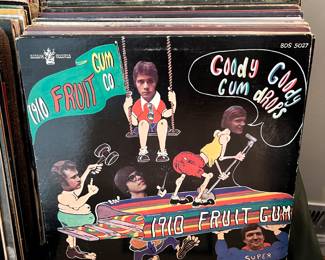 BDS 5027
1910 FRUIT
GUM
CO
GOODY GOODY
GUM DROPS
1910 FRUIT GUM
SUPER